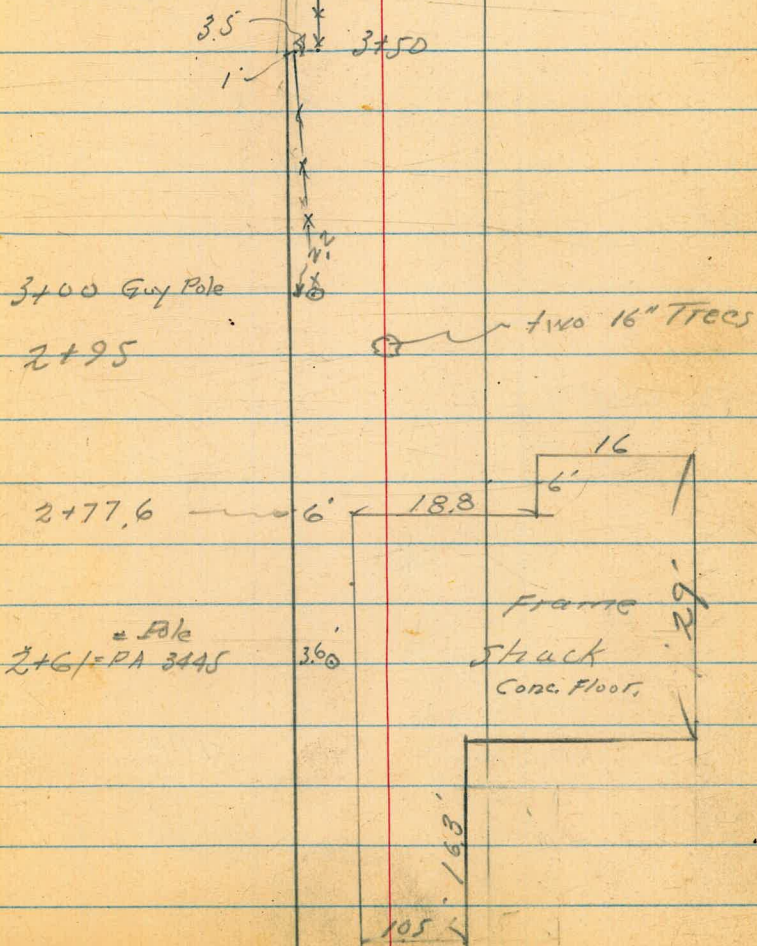 3.5
3+50
1'
2.2
3+00 Guy Pole
two 16" Trees
2+95
16
6'
2+77.6
6'
18.8
29'
Frame
Pole
2+61=PA 3445
3.6'
Shack
Conc. Floor.
16.3'
10.5